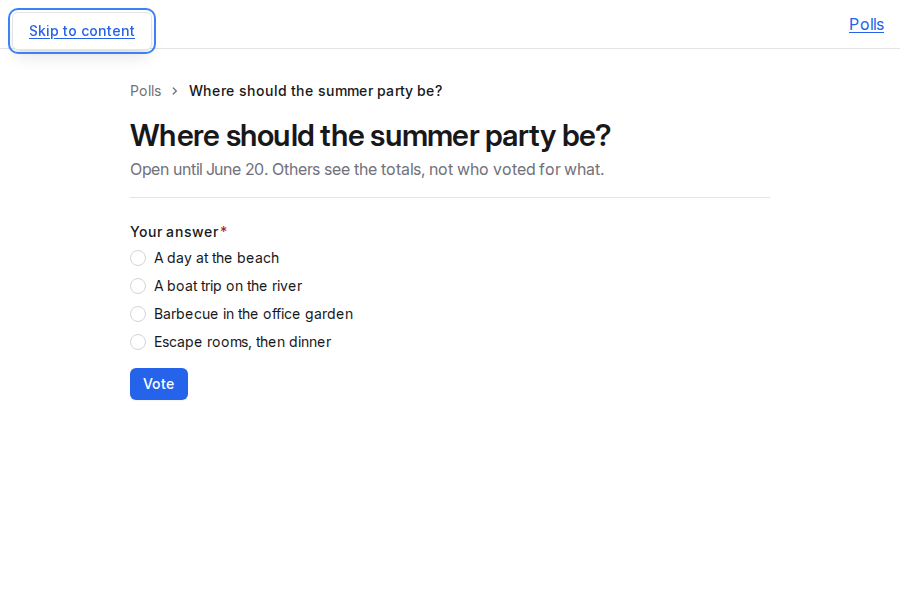 Skip to content
Polls
Polls > Where should the summer party be?
Where should the summer party be?
Open until June 20. Others see the totals, not who voted for what.
Your answer*
A day at the beach
A boat trip on the river
Barbecue in the office garden
Escape rooms, then dinner
Vote